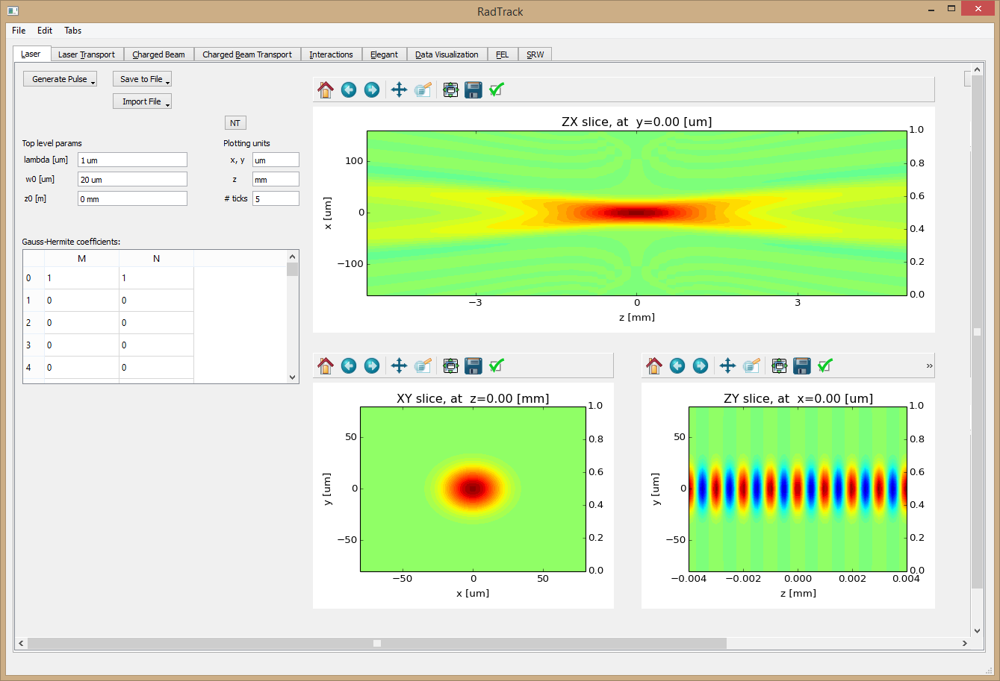 RadTrack
File Edit Tabs
Laser Laser Transport Charged Beam Charged Beam Transport Interactions Elegant Data Visualization FEL SRW
Generate Pulse Save to File
Import File
NT
Top level params Plotting units
lambda [um] 1 um x, y um
w0 [um] 20 um z mm
z0 [m] 0 mm # ticks 5
Gauss-Hermite coefficients:
M N
0 1 1
1 0 0
2 0 0
3 0 0
4 0 0
ZX slice, at y=0.00 [um]
x [um]
100
0
−100
1.0
0.8
0.6
0.4
0.2
0.0
−3 0 3
z [mm]
»
XY slice, at z=0.00 [mm]
y [um]
50
0
−50
1.0
0.8
0.6
0.4
0.2
0.0
−50 0 50
x [um]
ZY slice, at x=0.00 [um]
y [um]
50
0
−50
1.0
0.8
0.6
0.4
0.2
0.0
−0.004 −0.002 0.000 0.002 0.004
z [mm]